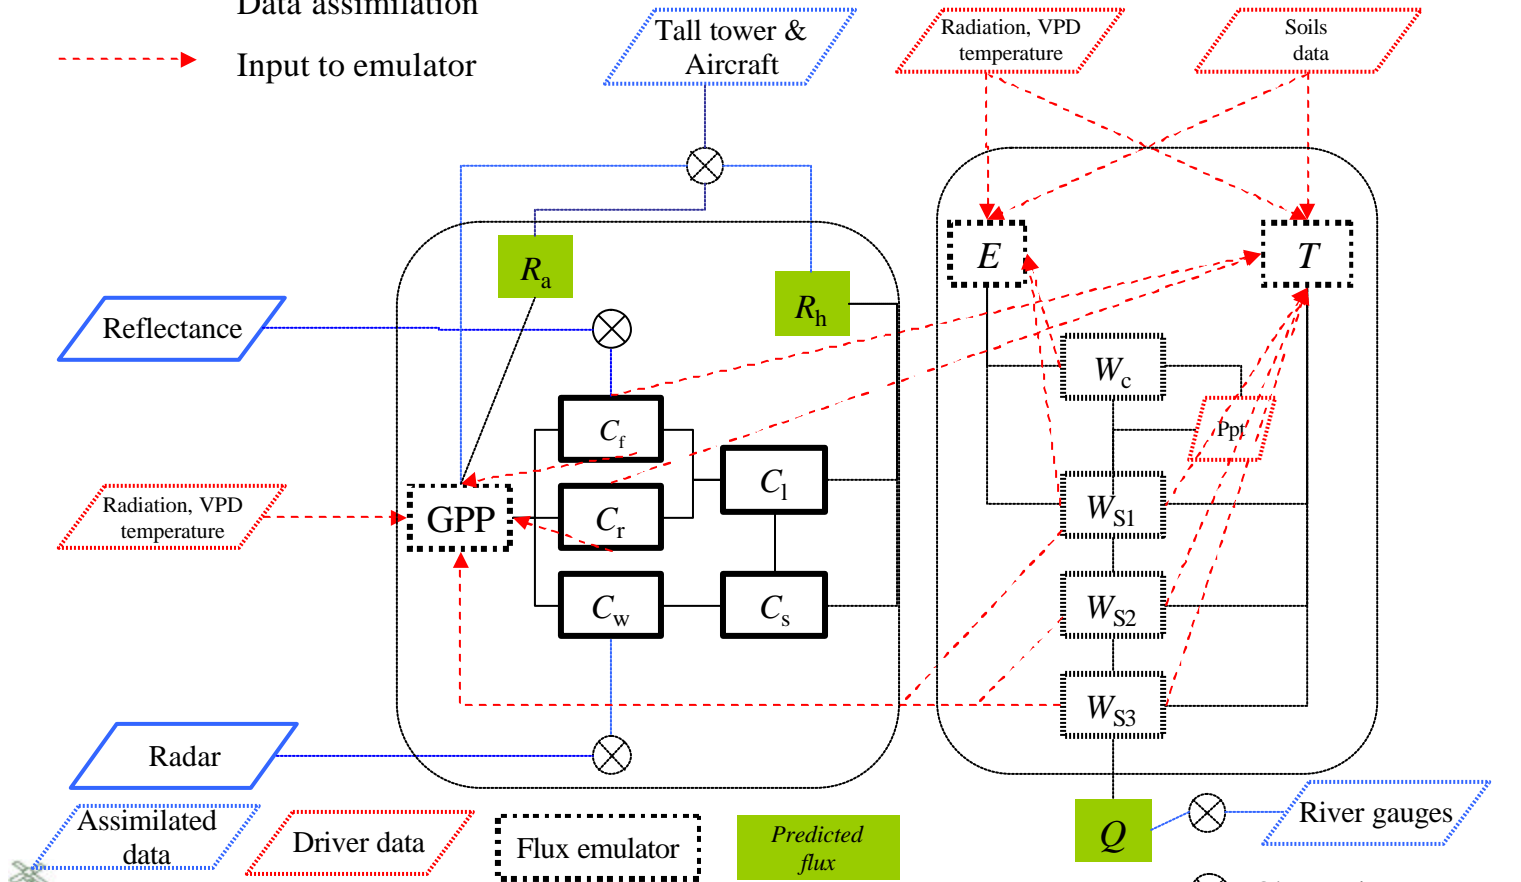 Data assimilation
Input to emulator
Tall tower &
Aircraft
Radiation, VPD
temperature
Soils
data
Ra
Rh
E
T
Reflectance
Wc
Ppt
Cf
Cl
Radiation, VPD
temperature
GPP
Cr
WS1
Cw
Cs
WS2
WS3
Radar
Assimilated
data
Driver data
Flux emulator
Predicted
flux
Q
River gauges